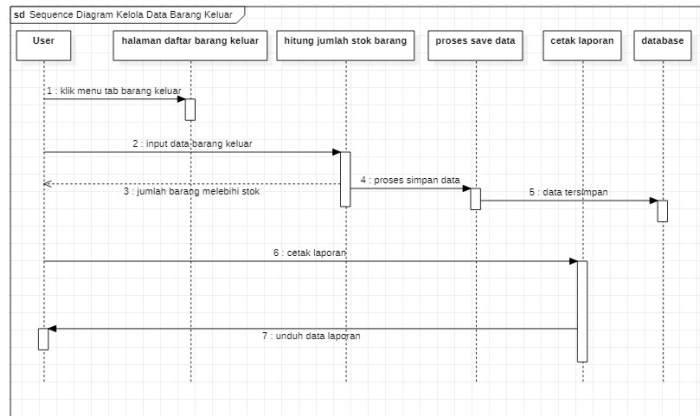 sd Sequence Diagram Kelola Data Barang Keluar
User
halaman daftar barang keluar
hitung jumlah stok barang
proses save data
cetak laporan
database
1 : klik menu tab barang keluar
2 : input data barang keluar
3 : jumlah barang melebihi stok
4 : proses simpan data
5 : data tersimpan
6 : cetak laporan
7 : unduh data laporan